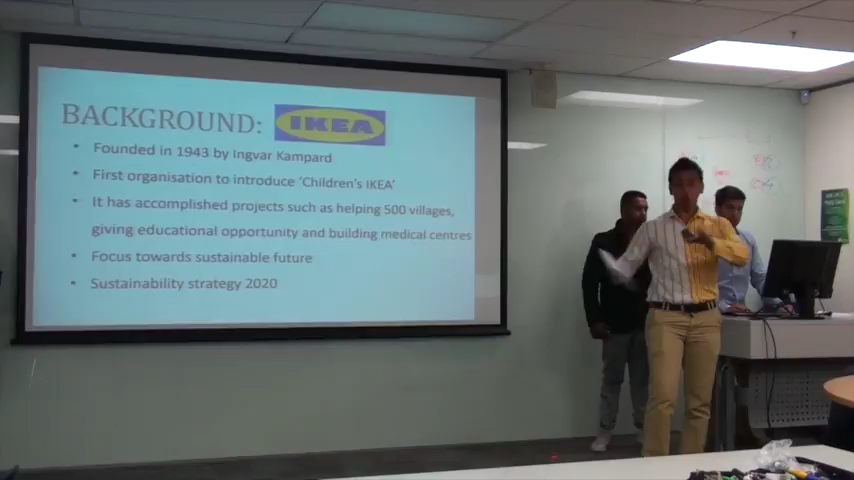 BACKGROUND:
IKEA
• Founded in 1943 by Ingvar Kampard
• First organisation to introduce 'Children's IKEA'
• It has accomplished projects such as helping 500 villages,
giving educational opportunity and building medical centres
• Focus towards sustainable future
• Sustainability strategy 2020